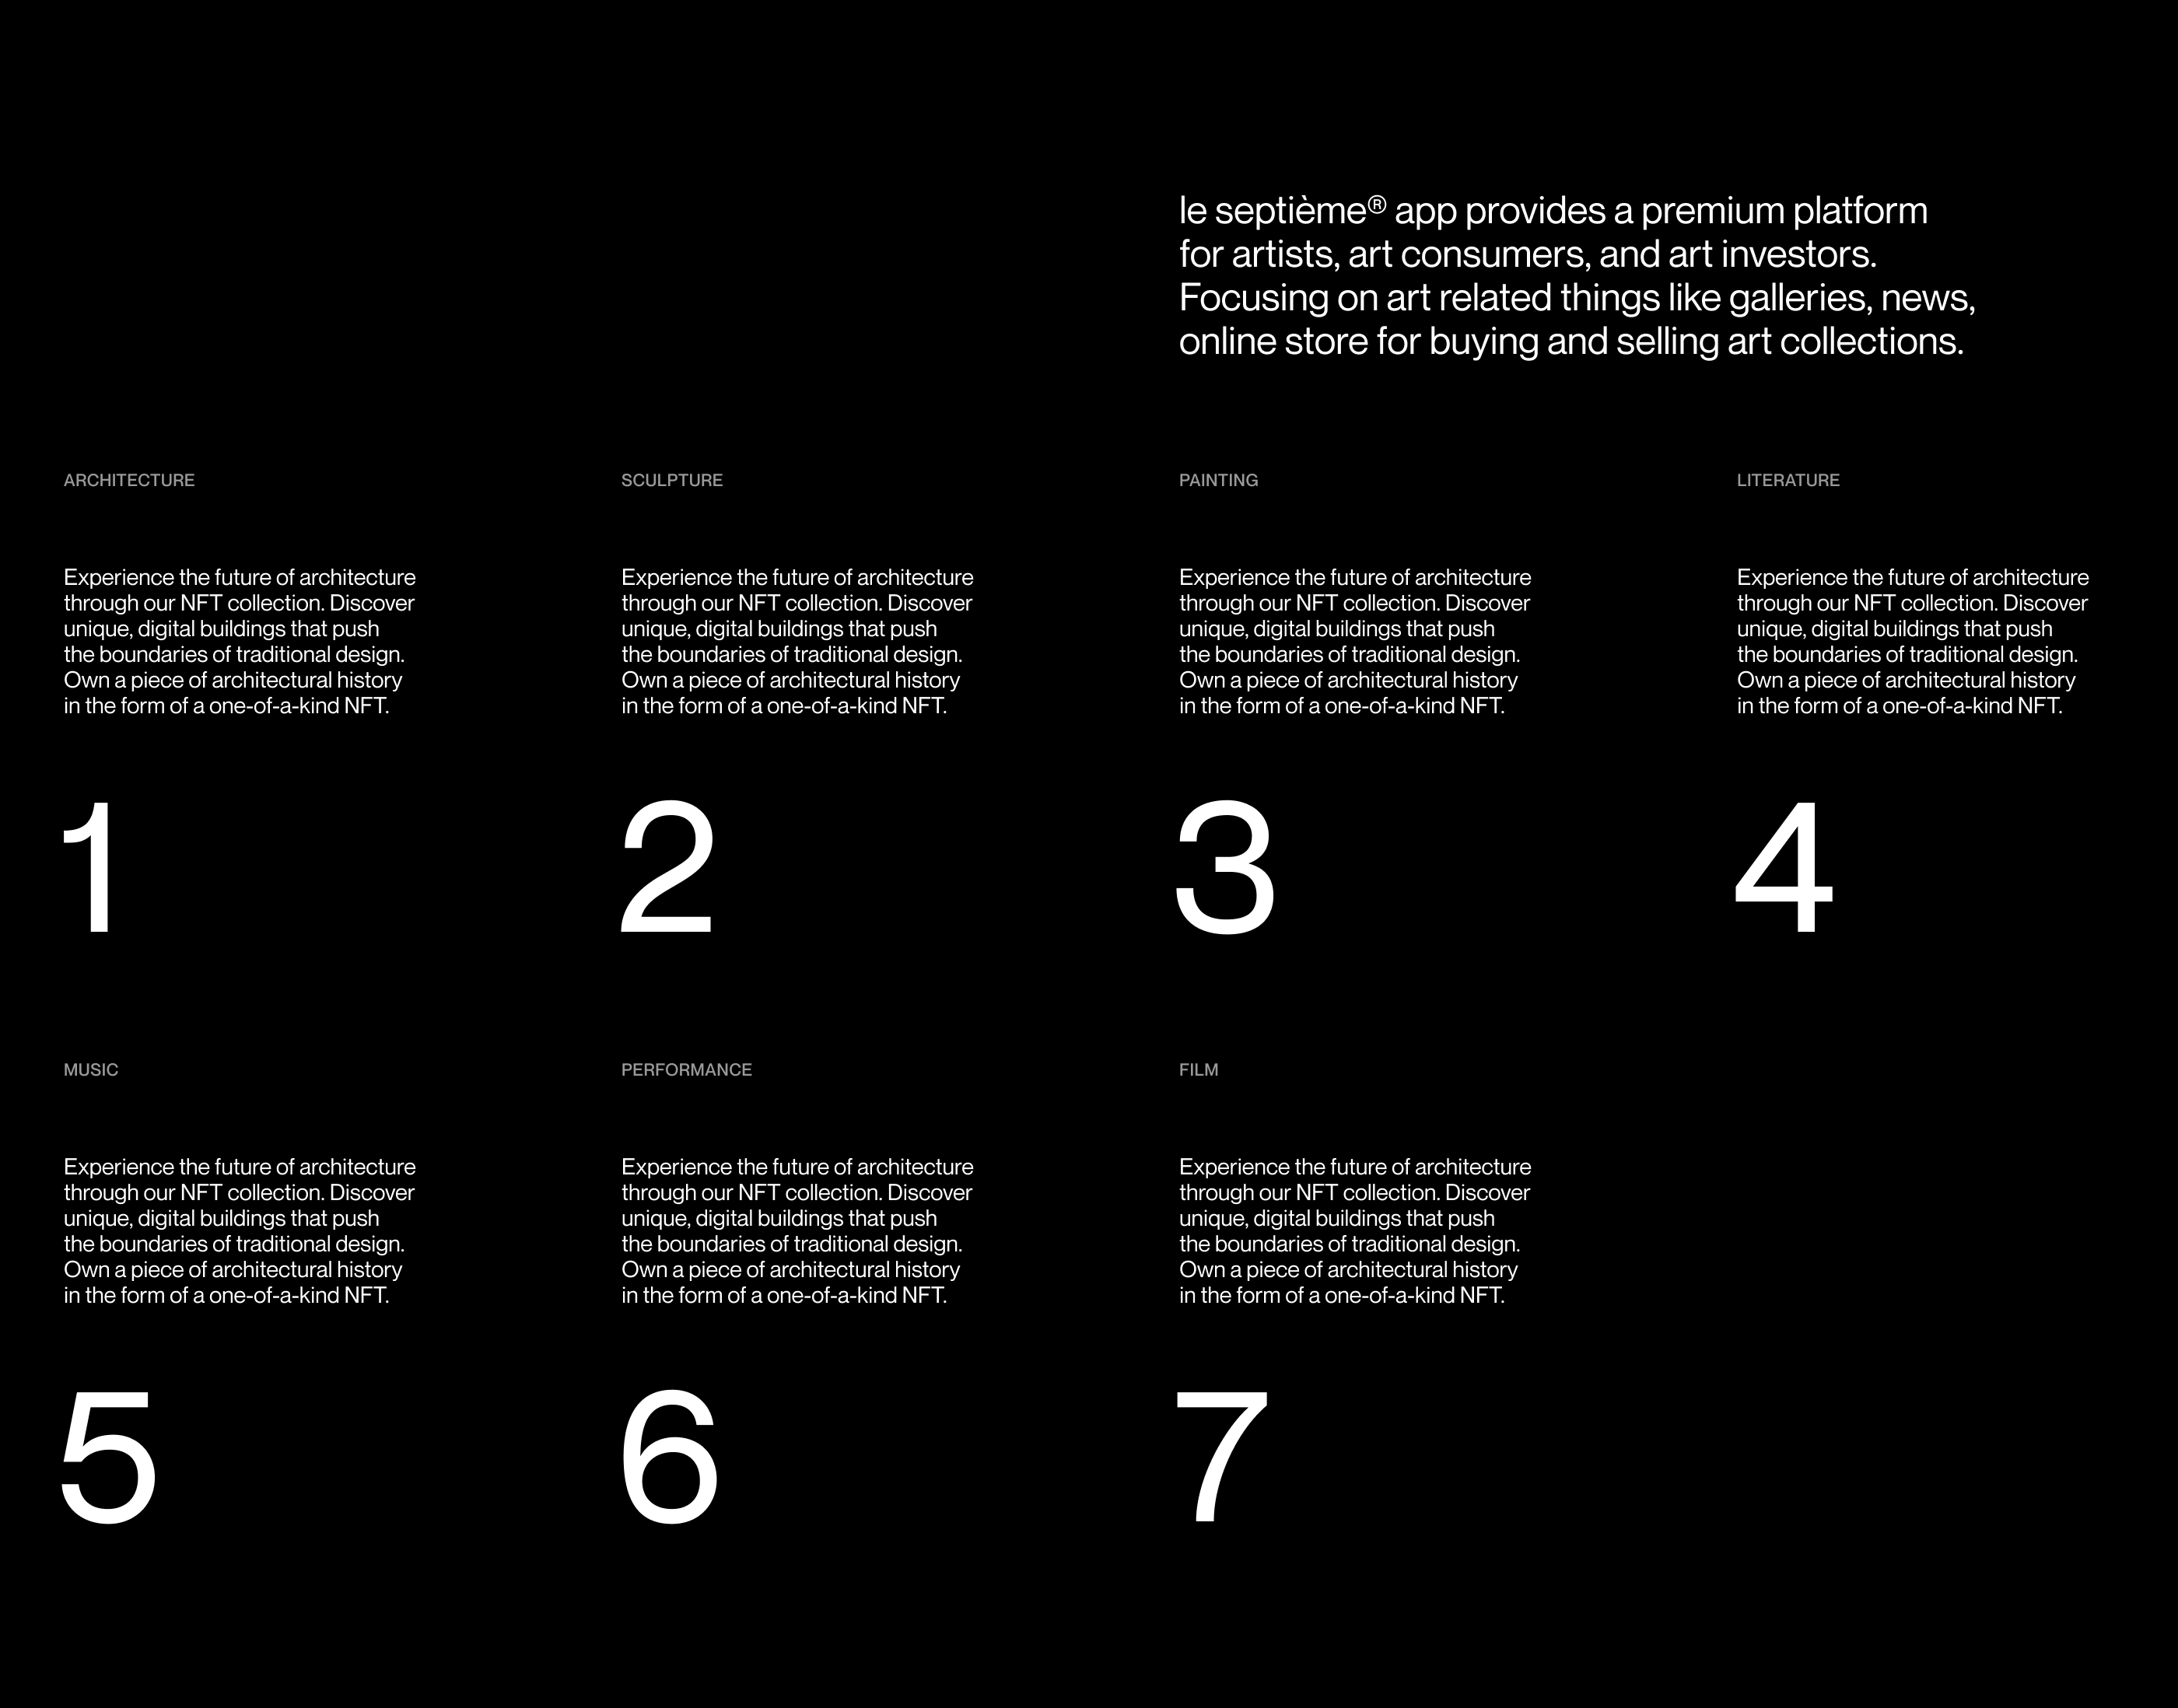 le septième® app provides a premium platform
for artists, art consumers, and art investors.
Focusing on art related things like galleries, news,
online store for buying and selling art collections.
ARCHITECTURE
Experience the future of architecture
through our NFT collection. Discover
unique, digital buildings that push
the boundaries of traditional design.
Own a piece of architectural history
in the form of a one-of-a-kind NFT.
1
SCULPTURE
Experience the future of architecture
through our NFT collection. Discover
unique, digital buildings that push
the boundaries of traditional design.
Own a piece of architectural history
in the form of a one-of-a-kind NFT.
2
PAINTING
Experience the future of architecture
through our NFT collection. Discover
unique, digital buildings that push
the boundaries of traditional design.
Own a piece of architectural history
in the form of a one-of-a-kind NFT.
3
LITERATURE
Experience the future of architecture
through our NFT collection. Discover
unique, digital buildings that push
the boundaries of traditional design.
Own a piece of architectural history
in the form of a one-of-a-kind NFT.
4
MUSIC
Experience the future of architecture
through our NFT collection. Discover
unique, digital buildings that push
the boundaries of traditional design.
Own a piece of architectural history
in the form of a one-of-a-kind NFT.
5
PERFORMANCE
Experience the future of architecture
through our NFT collection. Discover
unique, digital buildings that push
the boundaries of traditional design.
Own a piece of architectural history
in the form of a one-of-a-kind NFT.
6
FILM
Experience the future of architecture
through our NFT collection. Discover
unique, digital buildings that push
the boundaries of traditional design.
Own a piece of architectural history
in the form of a one-of-a-kind NFT.
7